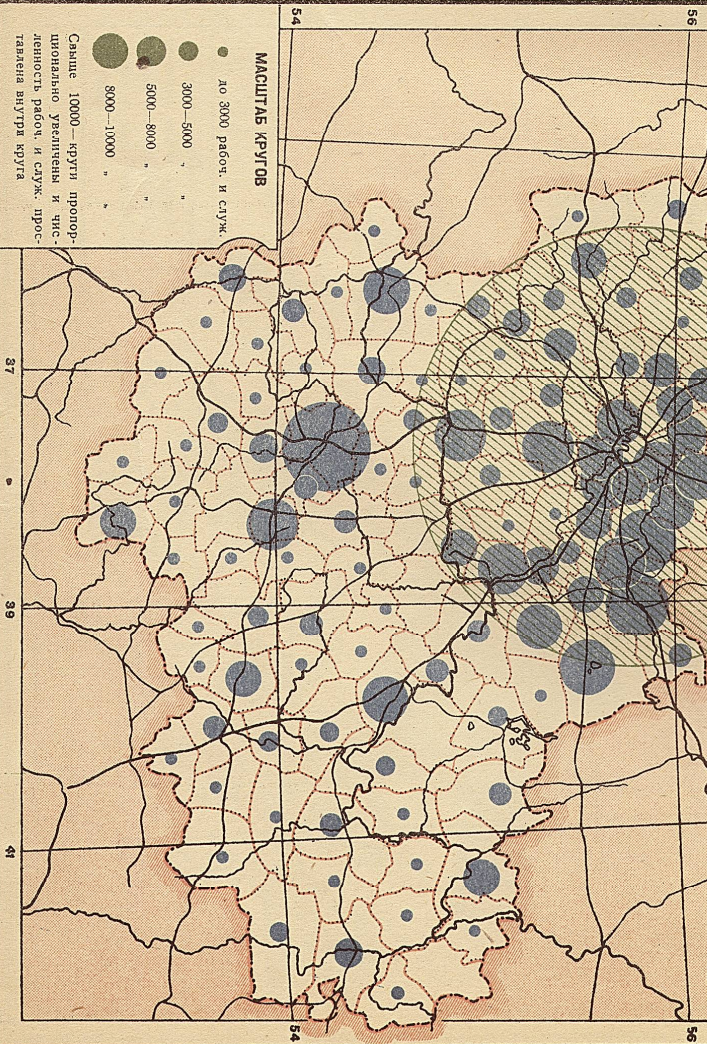 МАСШТАБ КРУГОВ
до 3000 рабоч. и служ.
3000—5000 „ „
5000—8000 „ „
8000—10000 „ „
Свыше 10000 — круги пропор-
ционально увеличены и чис-
ленность рабоч. и служ. прос-
тавлена внутри круга
54
56
37
39
41
54
56